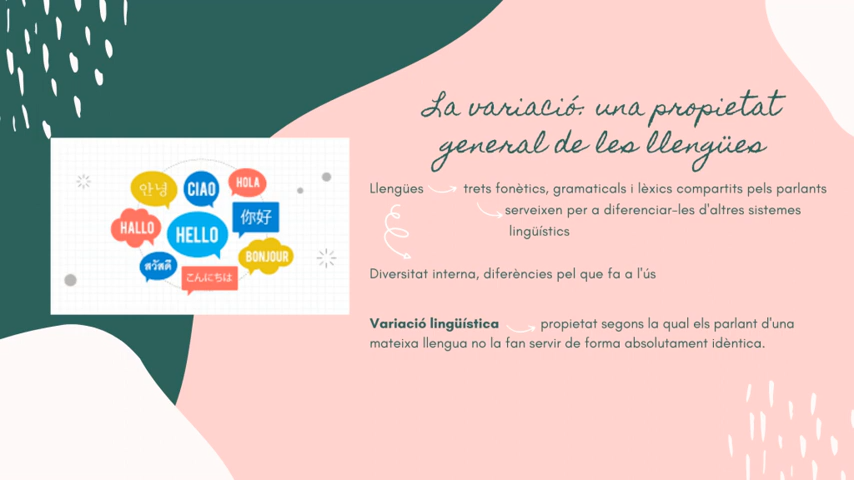 La variació: una propietat
general de les llengües
안녕
CIAO
HOLA
HALLO
HELLO
你好
สวัสดี
こんにちは
BONJOUR
Llengües trets fonètics, gramaticals i lèxics compartits pels parlants
serveixen per a diferenciar-les d'altres sistemes
lingüístics
Diversitat interna, diferències pel que fa a l'ús
Variació lingüística propietat segons la qual els parlant d'una
mateixa llengua no la fan servir de forma absolutament idèntica.